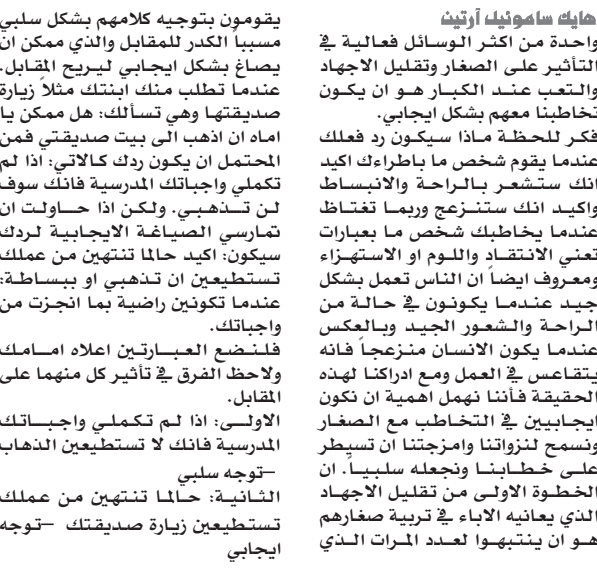 هايك ساموئيل آرتين
واحدة من اكثر الوسائل فعالية في
التأثير على الصغار وتقليل الاجهاد
والتعب عند الكبار هو ان يكون
تخاطبنا معهم بشكل ايجابي.
فكر للحظة ماذا سيكون رد فعلك
عندما يقوم شخص ما باطراءك اكيد
انك ستشعر بالراحة والانبساط
واكيد انك ستنزعج وربما تغتاظ
عندما يخاطبك شخص ما بعبارات
تعني الانتقاد واللوم او الاستهزاء
ومعروف ايضاً ان الناس تعمل بشكل
جيد عندما يكونون في حالة من
الراحة والشعور الجيد وبالعكس
عندما يكون الانسان منزعجاً فانه
يتقاعس في العمل ومع ادراكنا لهذه
الحقيقة فأننا نهمل اهمية ان نكون
ايجابيين في التخاطب مع الصغار
ونسمح لنزواتنا وامزجتنا ان تسيطر
على خطابنا ونجعله سلبياً. ان
الخطوة الاولى من تقليل الاجهاد
الذي يعانيه الاباء في تربية صغارهم
هو ان ينتبهوا لعدد المرات الذي
يقومون بتوجيه كلامهم بشكل سلبي
مسبباً الكدر للمقابل والذي ممكن ان
يصاغ بشكل ايجابي ليريح المقابل.
عندما تطلب منك ابنتك مثلاً زيارة
صديقتها وهي تسألك: هل ممكن يا
اماه ان اذهب الى بيت صديقتي فمن
المحتمل ان يكون ردك كالاتي: اذا لم
تكملي واجباتك المدرسية فانك سوف
لن تذهبي. ولكن اذا حاولت ان
تمارسي الصياغة الايجابية لردك
سيكون: اكيد حالما تنتهين من عملك
تستطيعين ان تذهبي او ببساطة:
عندما تكونين راضية بما انجزت من
واجباتك.
فلنضع العبارتين اعلاه امامك
ولاحظ الفرق في تأثير كل منهما على
المقابل.
الاولى: اذا لم تكملي واجباتك
المدرسية فانك لا تستطيعين الذهاب
–توجه سلبي
الثانية: حالما تنتهين من عملك
تستطيعين زيارة صديقتك –توجه
ايجابي